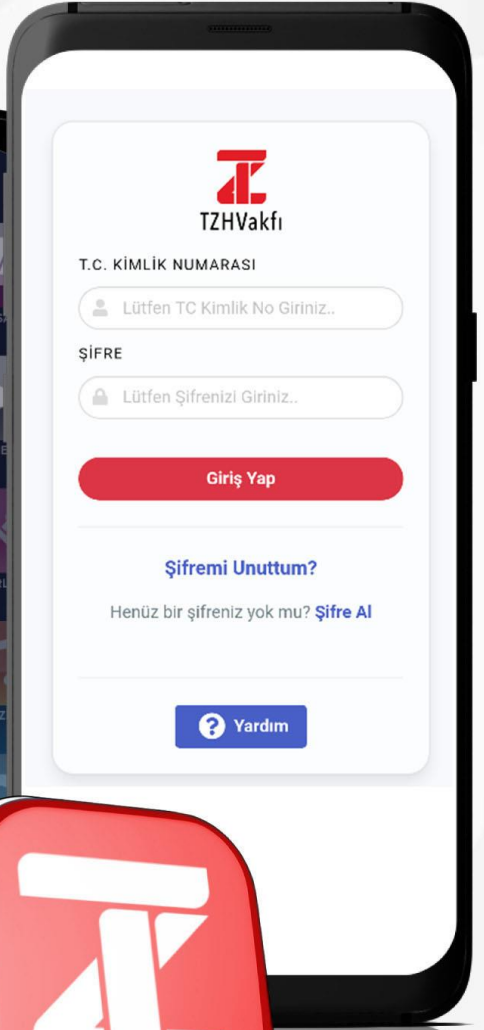 TZHVakfı
T.C. KİMLİK NUMARASI
Lütfen TC Kimlik No Giriniz..
ŞİFRE
Lütfen Şifrenizi Giriniz..
Giriş Yap
Şifremi Unuttum?
Henüz bir şifreniz yok mu? Şifre Al
Yardım